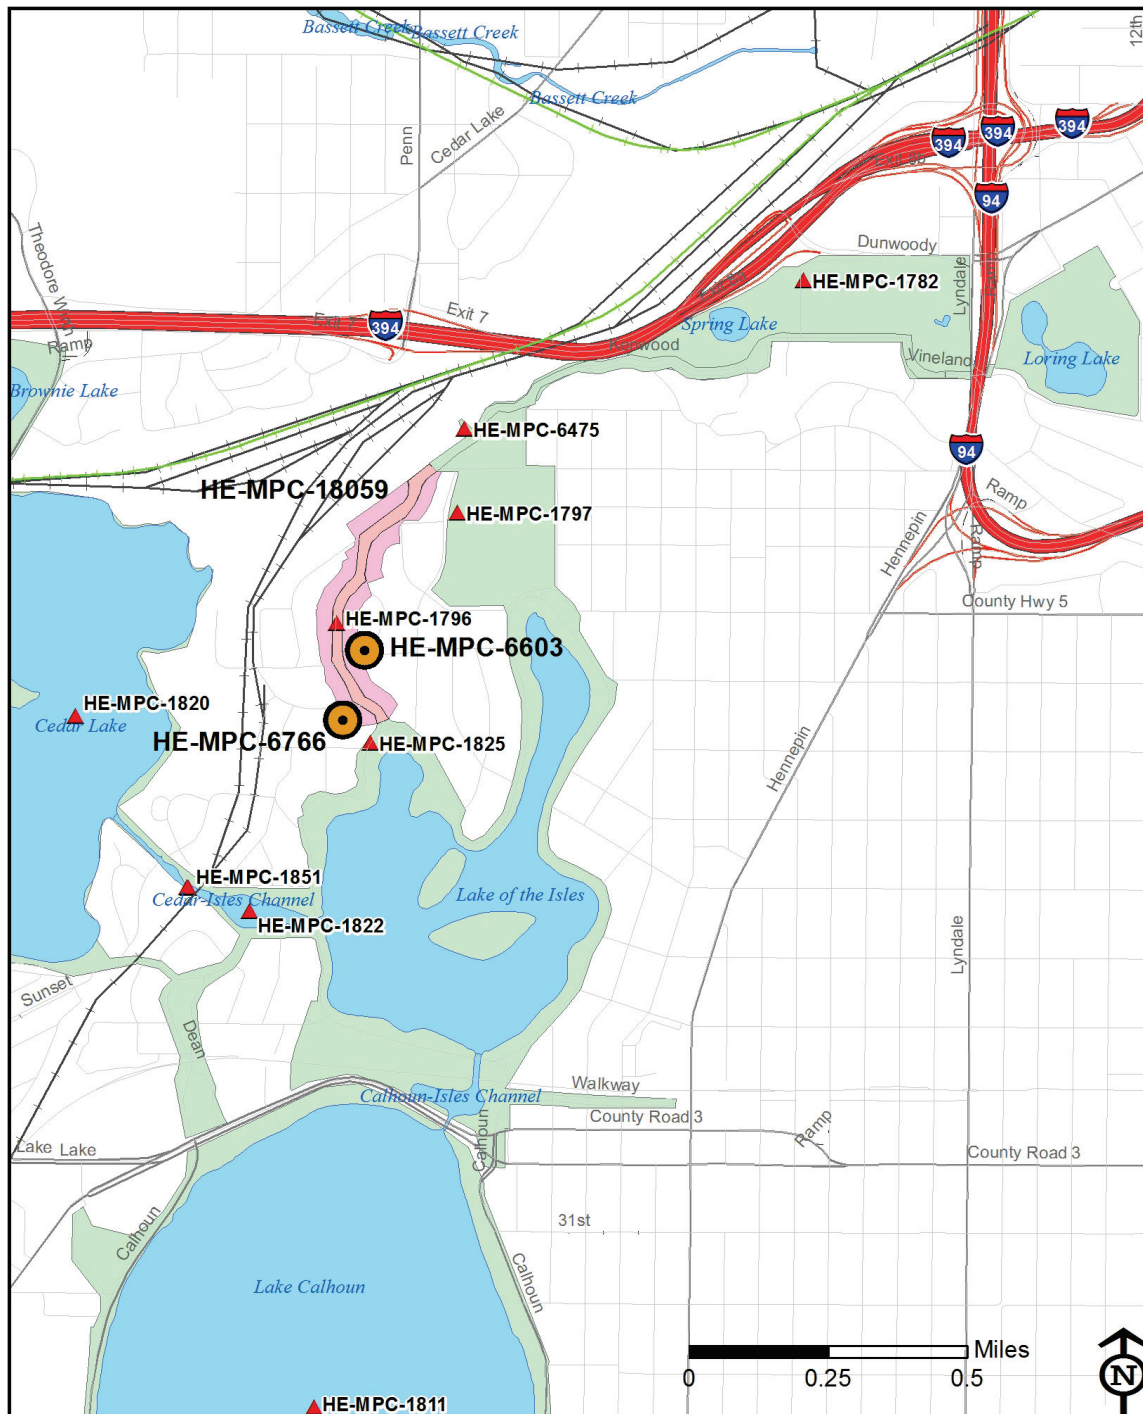 Bassett Creek
Bassett Creek
12th
Bassett Creek
Penn
Cedar Lake
394
394
394
Exit 8b
94
Theodore Wirth
Dunwoody
Lyndale
HE-MPC-1782
Exit 7
Exit 7
394
Ramp
Spring Lake
Kenwood
Vineland
Loring Lake
Brownie Lake
HE-MPC-6475
94
HE-MPC-18059
Ramp
HE-MPC-1797
Hennepin
Ramp
County Hwy 5
HE-MPC-1796
HE-MPC-6603
HE-MPC-1820
Cedar Lake
HE-MPC-6766
HE-MPC-1825
Hennepin
HE-MPC-1851
Cedar-Isles Channel
Lake of the Isles
HE-MPC-1822
Lyndale
Sunset
Dean
Walkway
Calhoun-Isles Channel
County Road 3
Ramp
Calhoun
Lake Lake
County Road 3
31st
Calhoun
Calhoun
Lake Calhoun
Miles
0 0.25 0.5
N
HE-MPC-1811